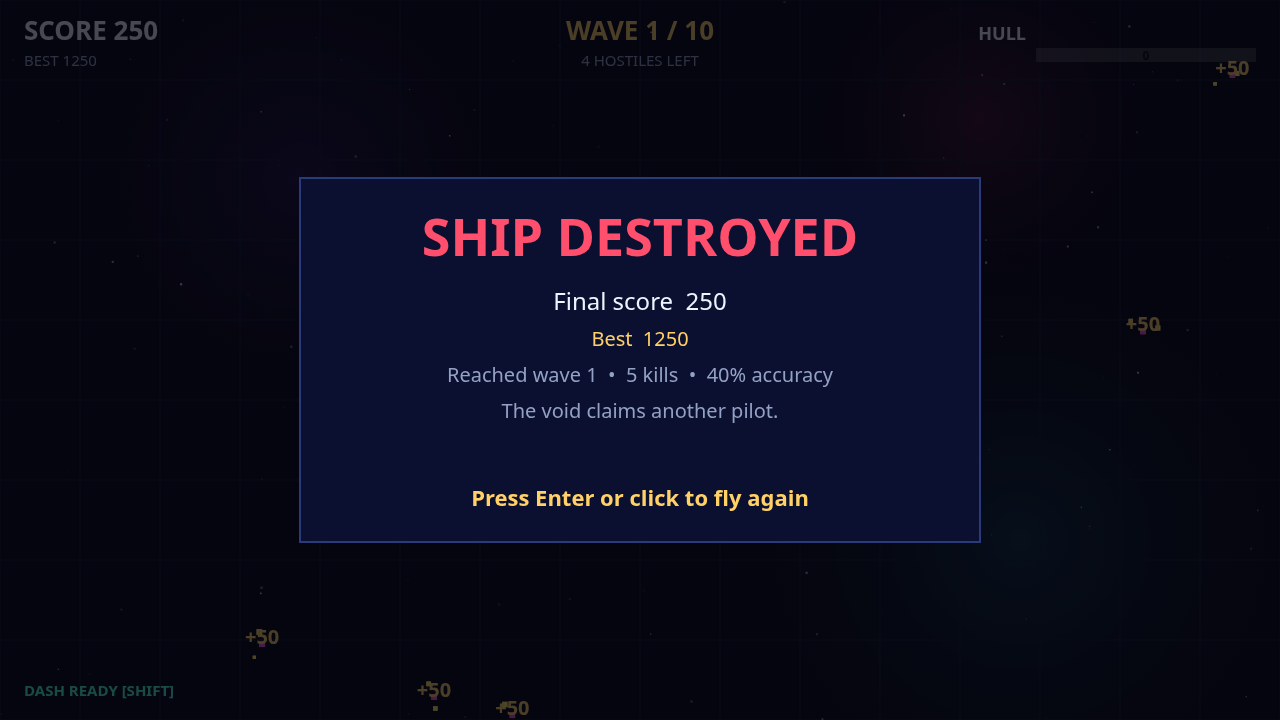 SCORE 250
WAVE 1 / 10
HULL
BEST 1250
4 HOSTILES LEFT
0
+50
SHIP DESTROYED
Final score 250
Best 1250
+50
Reached wave 1 • 5 kills • 40% accuracy
The void claims another pilot.
Press Enter or click to fly again
+50
DASH READY [SHIFT]
+50
+50